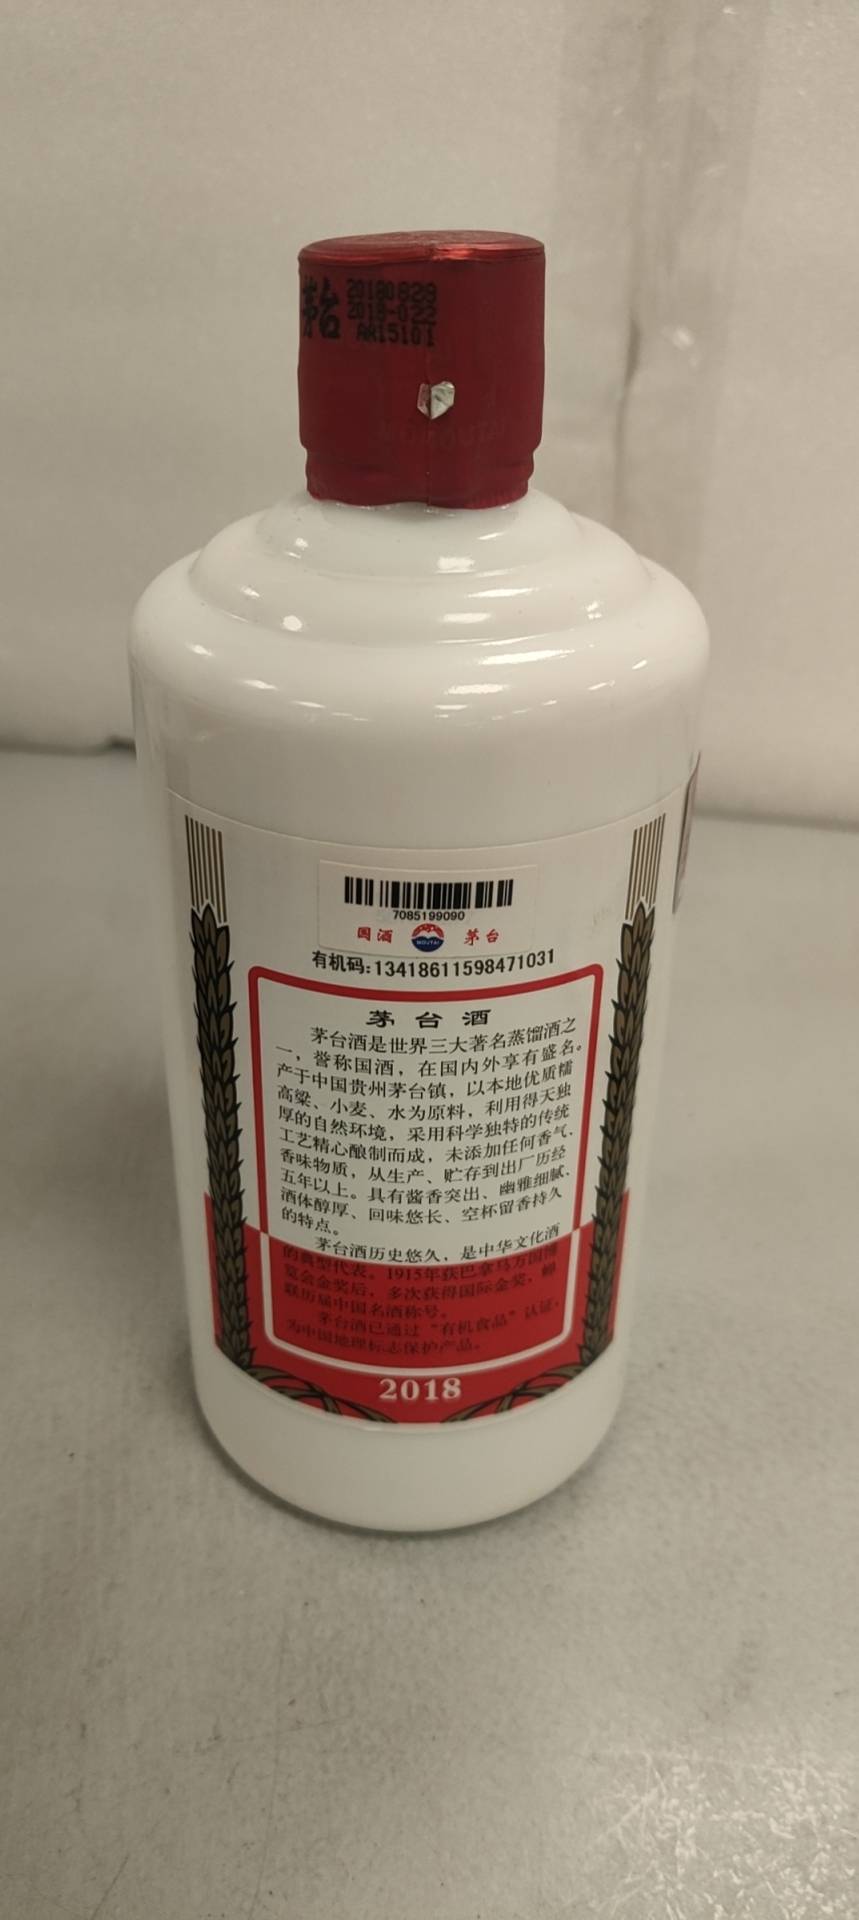 茅台
20180829
2018-022
AR15101
MOUTAI
7085199090
国酒 MOUTAI 茅台
有机码:13418611598471031
茅台酒
茅台酒是世界三大著名蒸馏酒之
一，誉称国酒，在国内外享有盛名。
产于中国贵州茅台镇，以本地优质糯
高粱、小麦、水为原料，利用得天独
厚的自然环境，采用科学独特的传统
工艺精心酿制而成，未添加任何香气、
香味物质，从生产、贮存到出厂历经
五年以上。具有酱香突出、幽雅细腻、
酒体醇厚、回味悠长、空杯留香持久
的特点。
茅台酒历史悠久，是中华文化酒
的典型代表。1915年获巴拿马万国博
览会金奖后，多次获得国际金奖，蝉
联历届中国名酒称号。
茅台酒已通过“有机食品”认证，
为中国地理标志保护产品。
2018